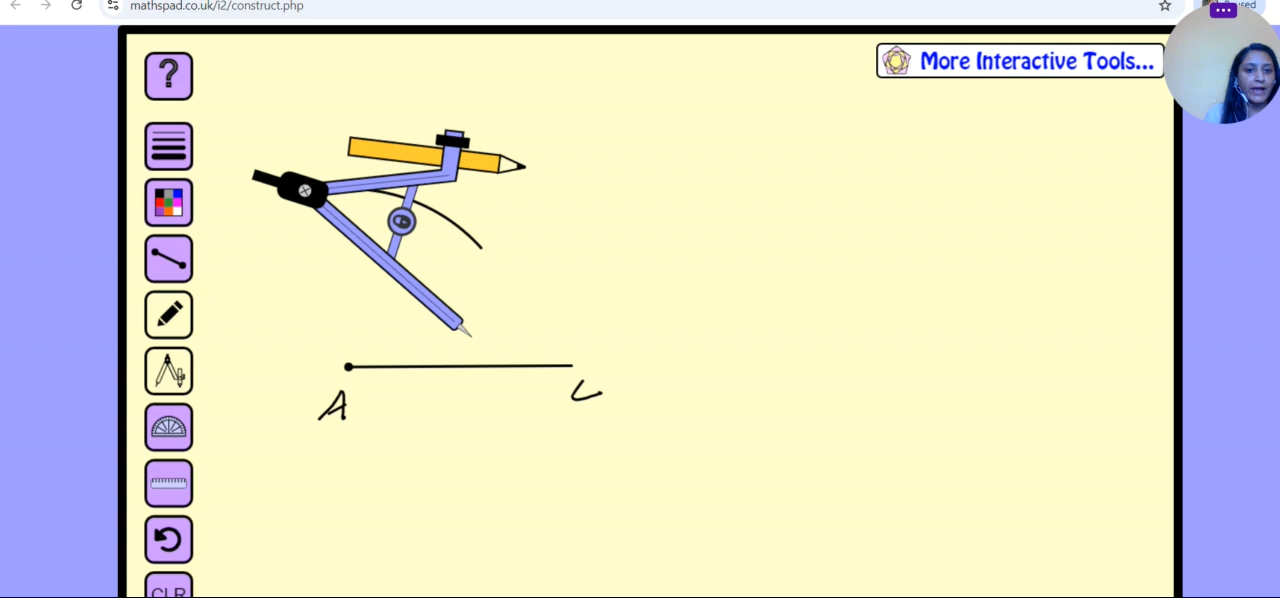 mathspad.co.uk/i2/construct.php
More Interactive Tools...
?
A
CLR